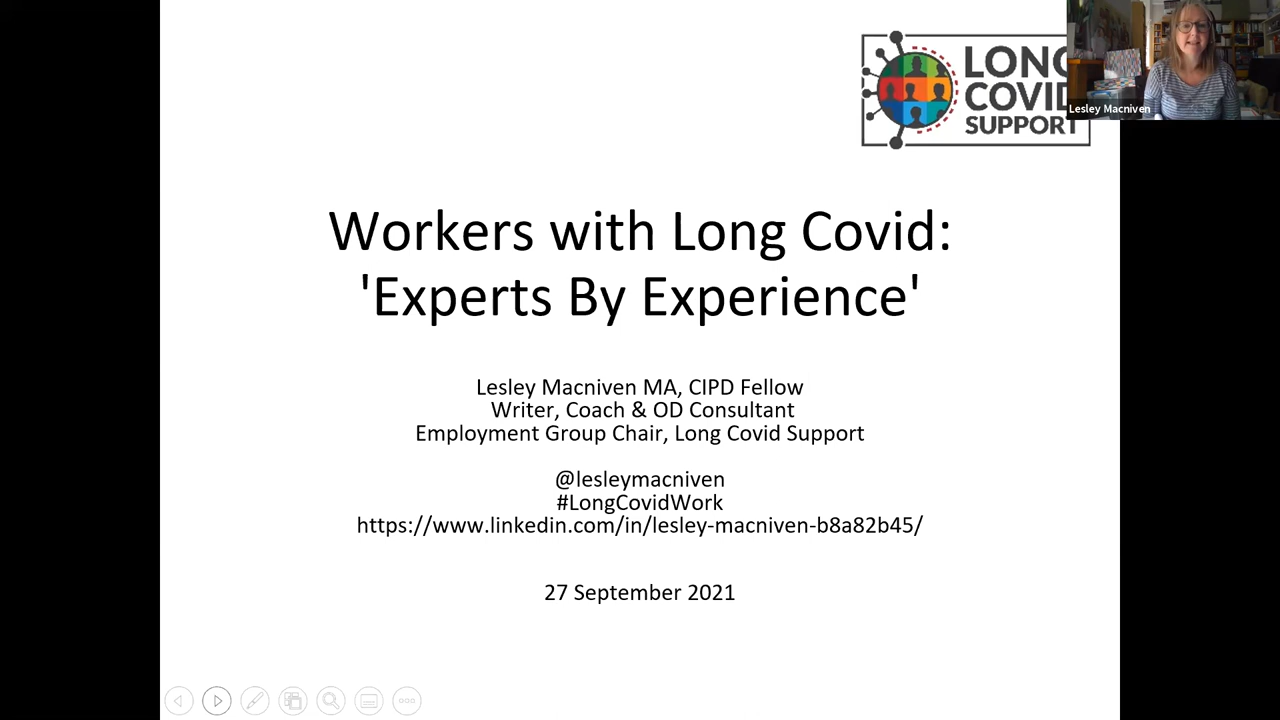 LONG
COVID
SUPPORT
Lesley Macniven
Workers with Long Covid:
'Experts By Experience'
Lesley Macniven MA, CIPD Fellow
Writer, Coach & OD Consultant
Employment Group Chair, Long Covid Support
@lesleymacniven
#LongCovidWork
https://www.linkedin.com/in/lesley-macniven-b8a82b45/
27 September 2021